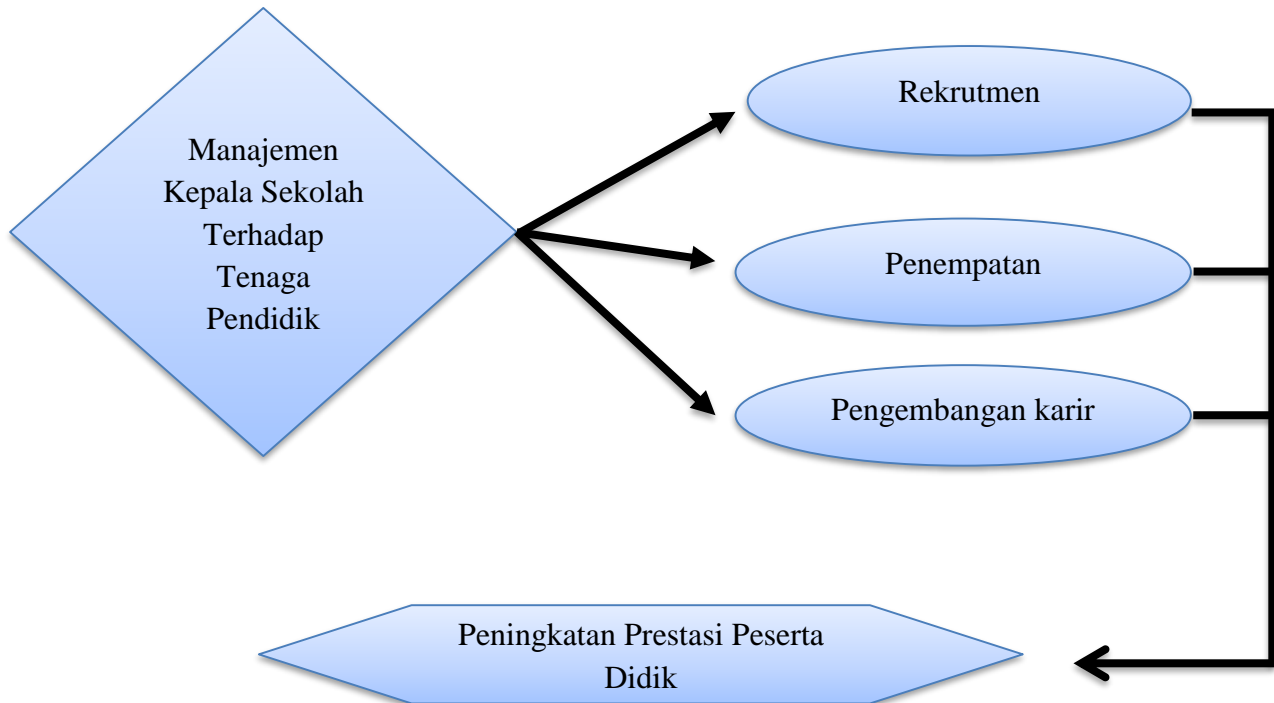 Manajemen
Kepala Sekolah
Terhadap
Tenaga
Pendidik
Rekrutmen
Penempatan
Pengembangan karir
Peningkatan Prestasi Peserta
Didik